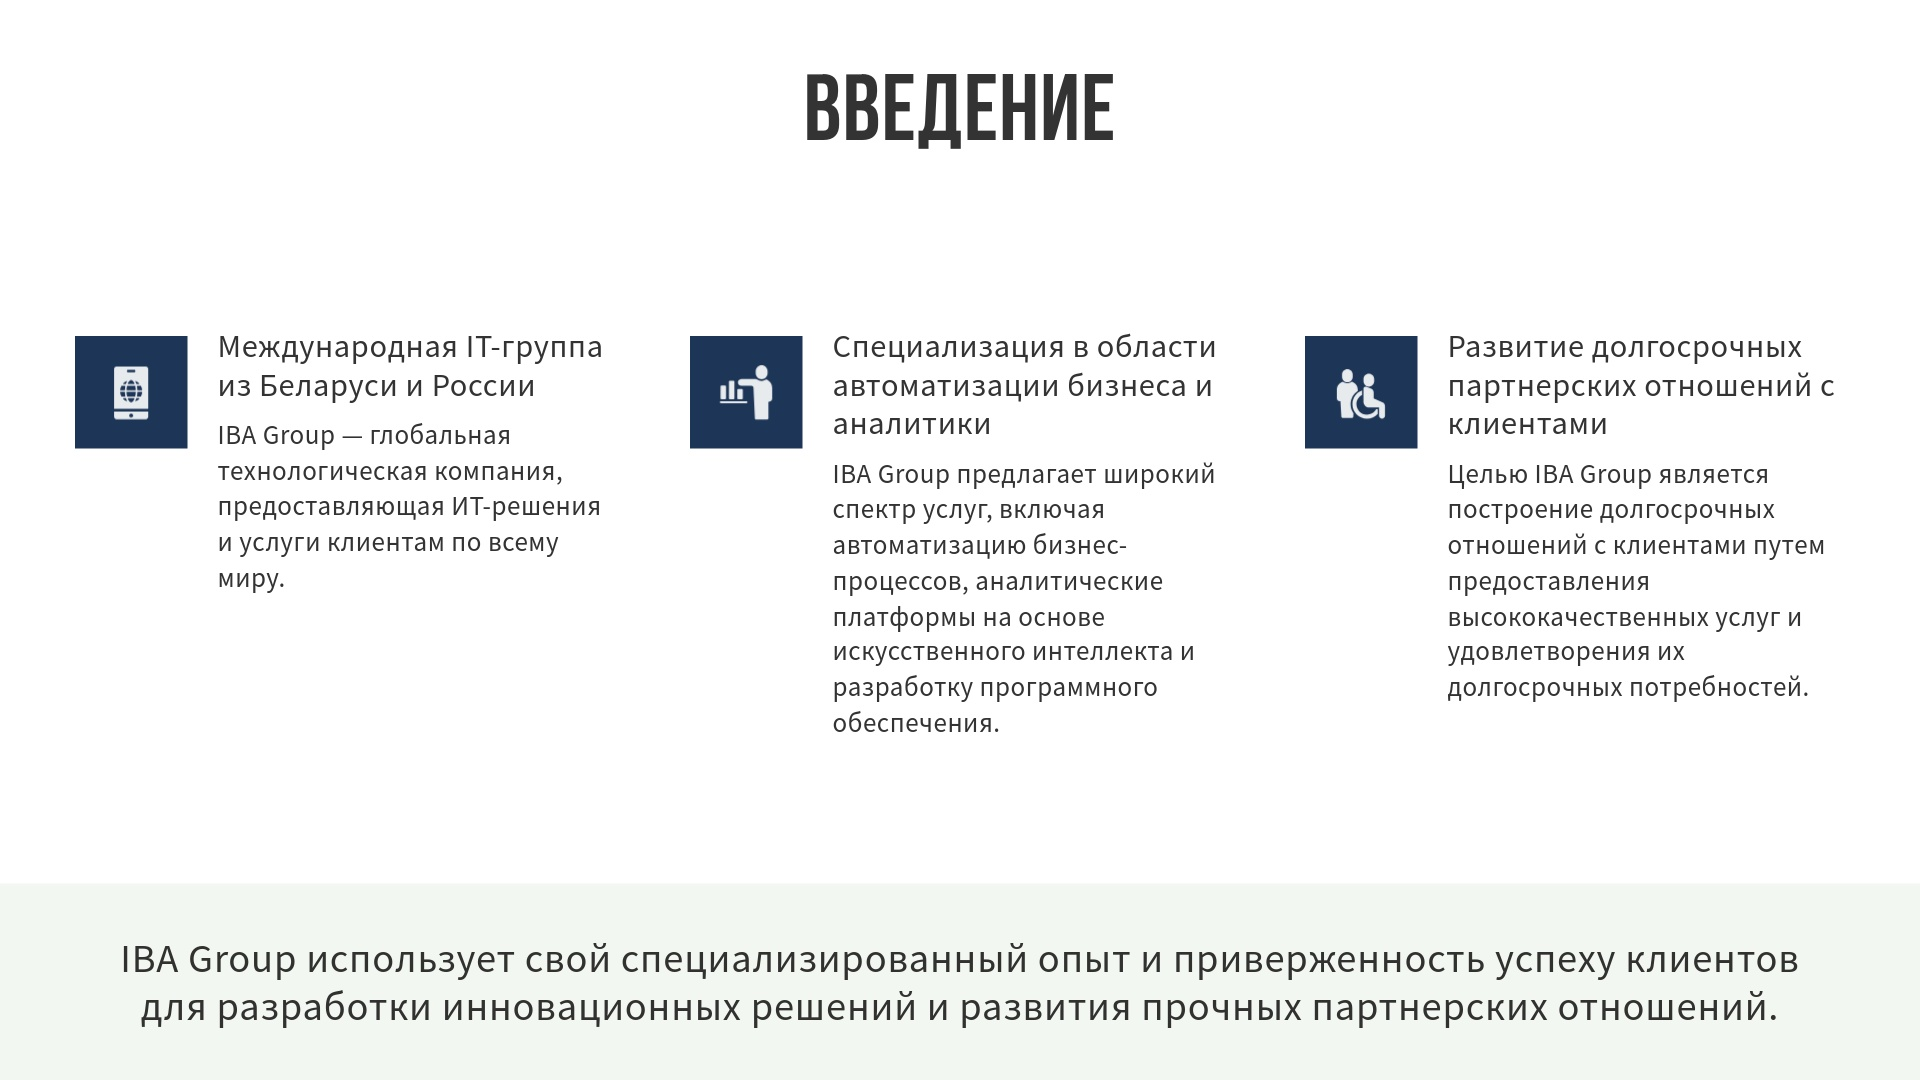 ВВЕДЕНИЕ
Международная IT-группа
из Беларуси и России
IBA Group — глобальная
технологическая компания,
предоставляющая ИТ-решения
и услуги клиентам по всему
миру.
Специализация в области
автоматизации бизнеса и
аналитики
IBA Group предлагает широкий
спектр услуг, включая
автоматизацию бизнес-
процессов, аналитические
платформы на основе
искусственного интеллекта и
разработку программного
обеспечения.
Развитие долгосрочных
партнерских отношений с
клиентами
Целью IBA Group является
построение долгосрочных
отношений с клиентами путем
предоставления
высококачественных услуг и
удовлетворения их
долгосрочных потребностей.
IBA Group использует свой специализированный опыт и приверженность успеху клиентов
для разработки инновационных решений и развития прочных партнерских отношений.